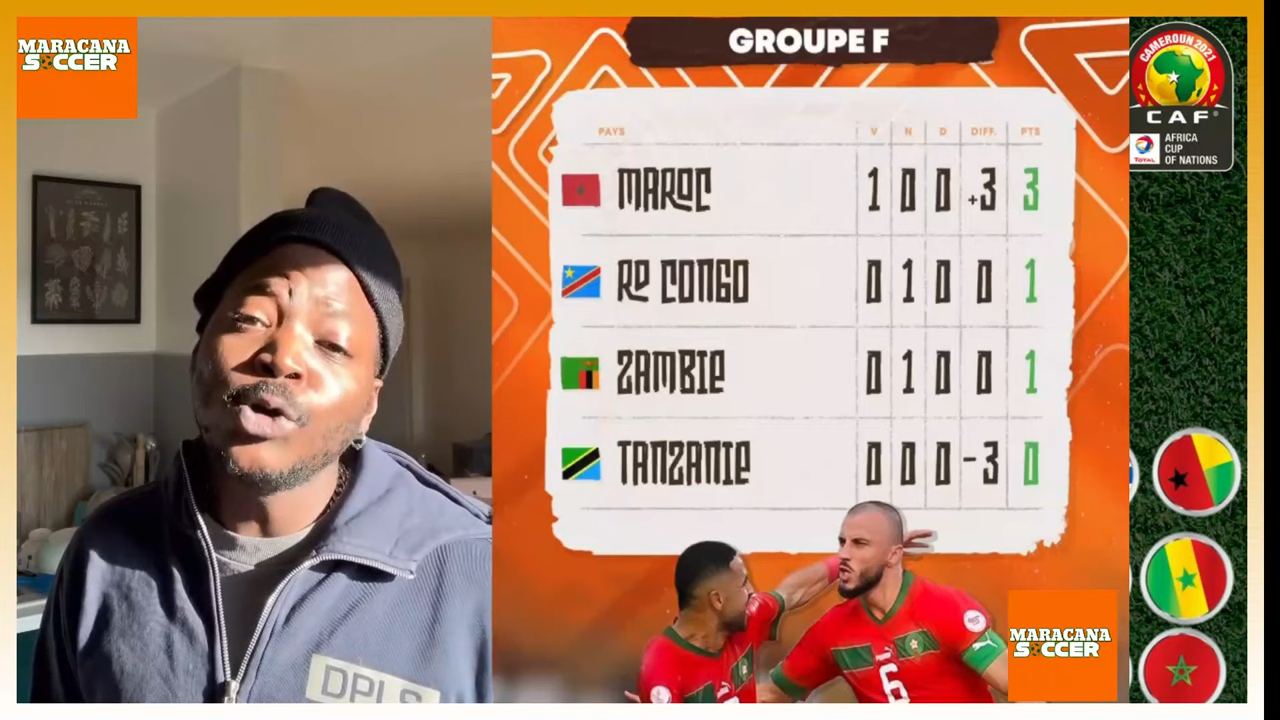 MARACANA
SOCCER
GROUPE F
PAYS V N D DIFF. PTS
MAROC 1 0 0 +3 3
RD CONGO 0 1 0 0 1
ZAMBIE 0 1 0 0 1
TANZANIE 0 0 0 -3 0
6
DPLS
MARACANA
SOCCER
CAMEROUN 2021
CAF
TOTAL
AFRICA
CUP
OF NATIONS